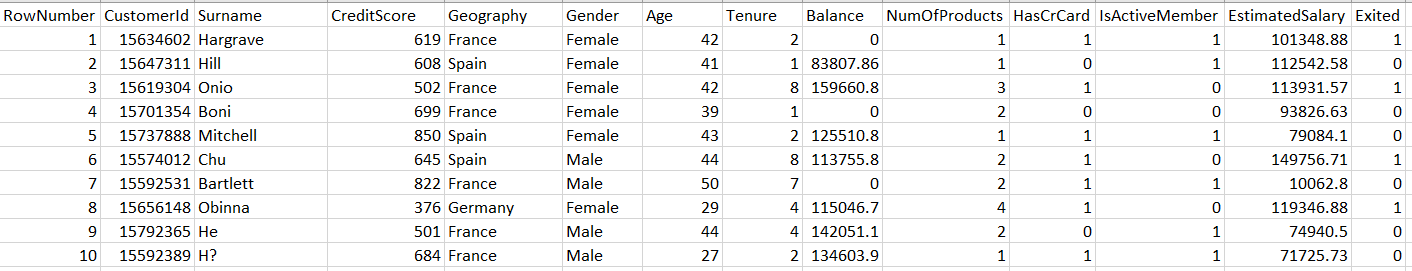 RowNumber CustomerId Surname CreditScore Geography Gender Age Tenure Balance NumOfProducts HasCrCard IsActiveMember EstimatedSalary Exited
1 15634602 Hargrave 619 France Female 42 2 0 1 1 1 101348.88 1
2 15647311 Hill 608 Spain Female 41 1 83807.86 1 0 1 112542.58 0
3 15619304 Onio 502 France Female 42 8 159660.8 3 1 0 113931.57 1
4 15701354 Boni 699 France Female 39 1 0 2 0 0 93826.63 0
5 15737888 Mitchell 850 Spain Female 43 2 125510.8 1 1 1 79084.1 0
6 15574012 Chu 645 Spain Male 44 8 113755.8 2 1 0 149756.71 1
7 15592531 Bartlett 822 France Male 50 7 0 2 1 1 10062.8 0
8 15656148 Obinna 376 Germany Female 29 4 115046.7 4 1 0 119346.88 1
9 15792365 He 501 France Male 44 4 142051.1 2 0 1 74940.5 0
10 15592389 H? 684 France Male 27 2 134603.9 1 1 1 71725.73 0